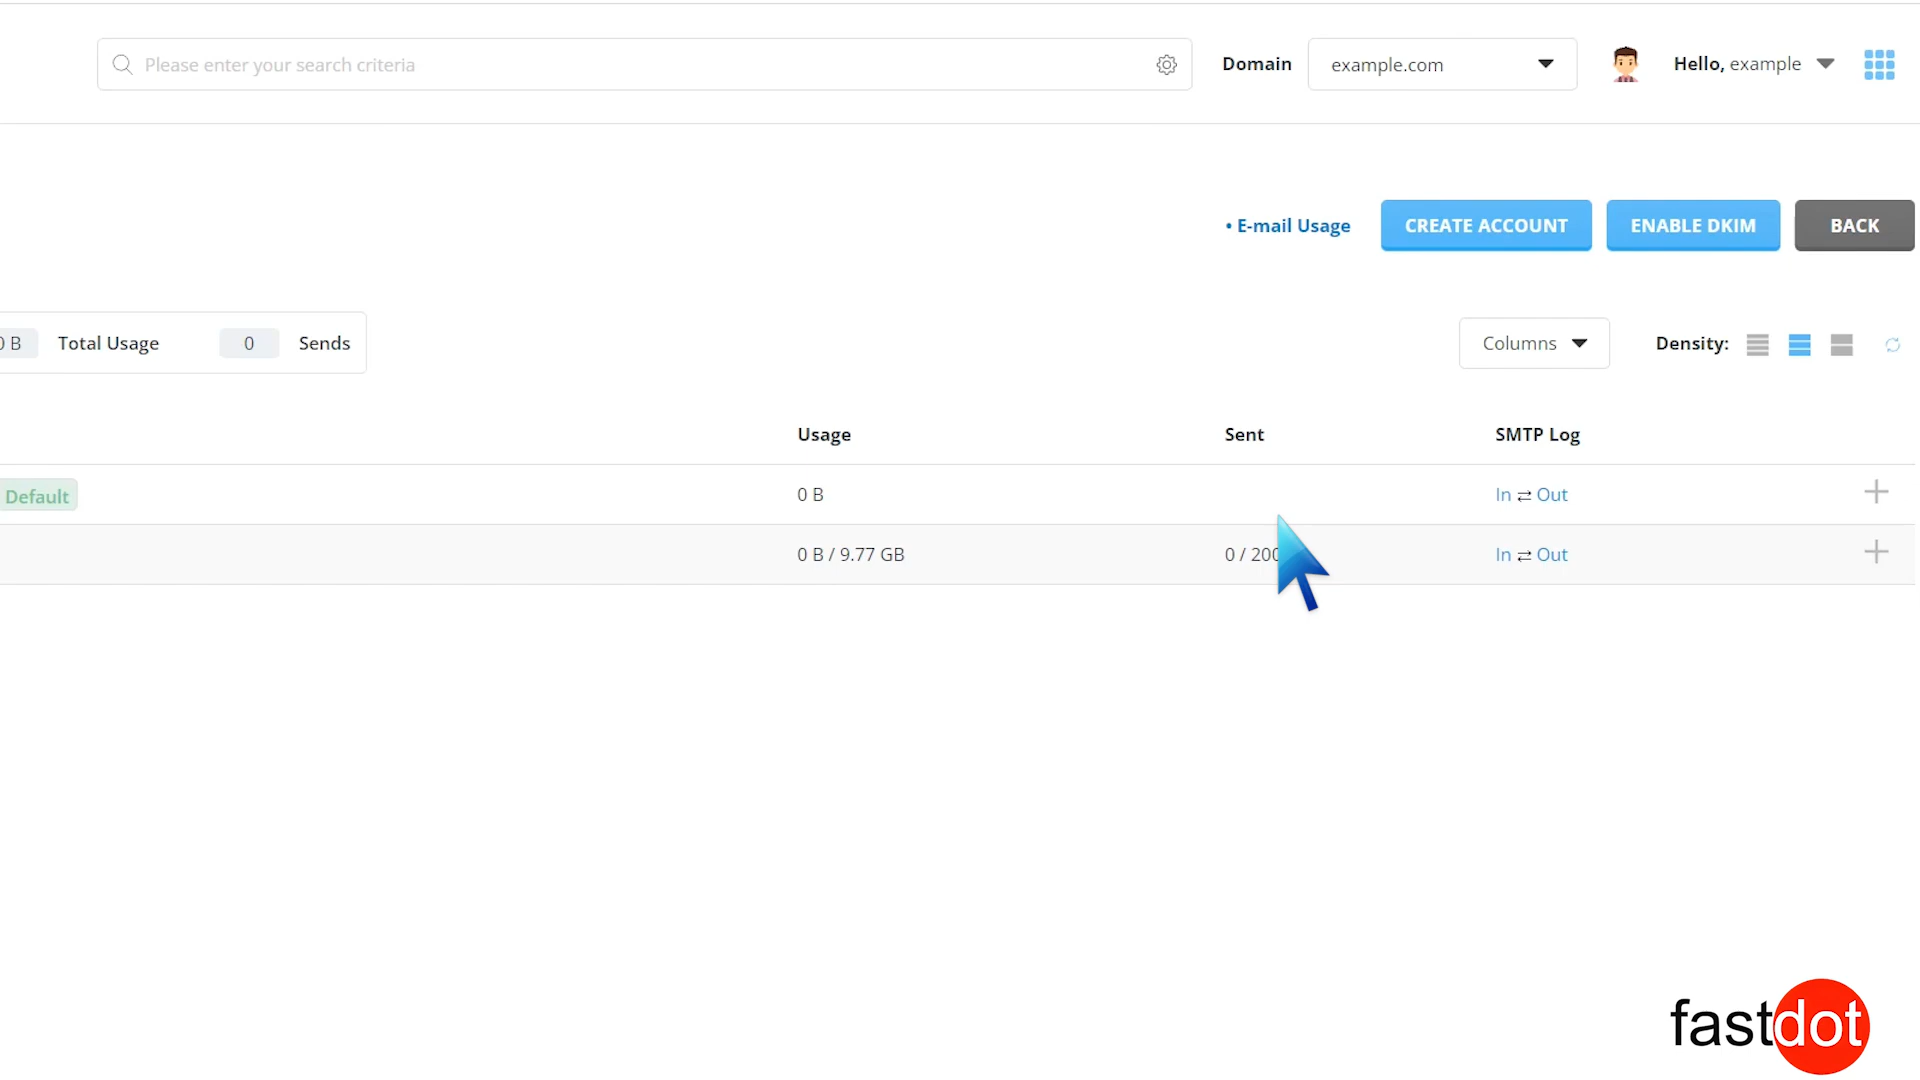 Please enter your search criteria
Domain
example.com
Hello, example
• E-mail Usage
CREATE ACCOUNT
ENABLE DKIM
BACK
B
Total Usage
0
Sends
Columns
Density:
Usage
Sent
SMTP Log
Default
0 B
In ⇄ Out
0 B / 9.77 GB
0 / 200
In ⇄ Out
fastdot